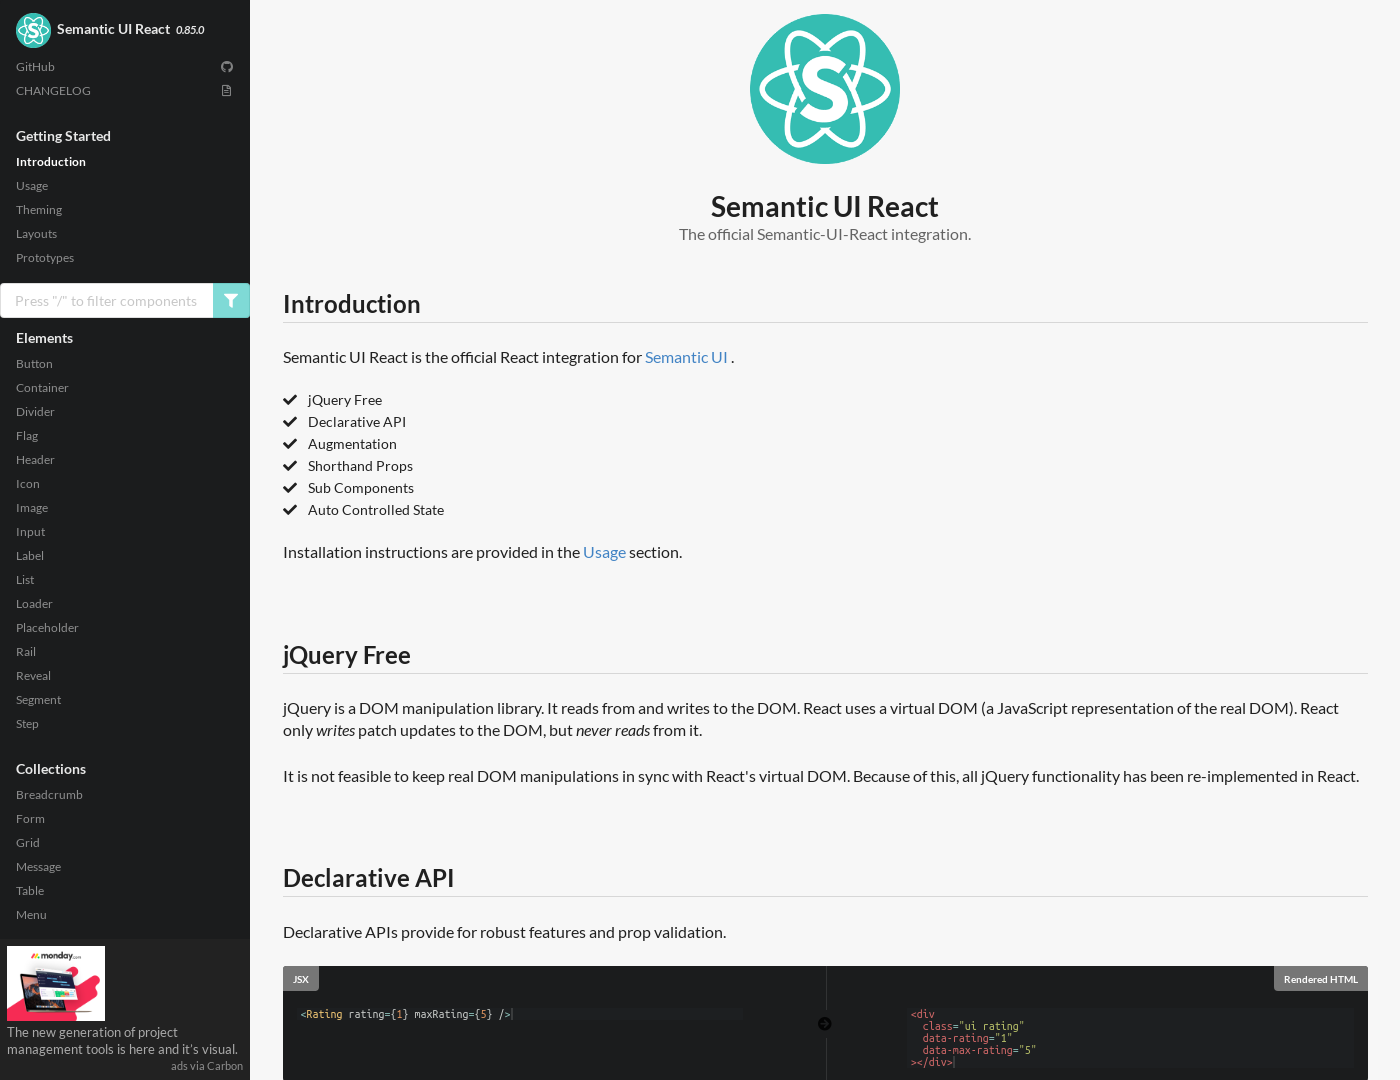 Semantic UI React 0.85.0
GitHub
CHANGELOG
Getting Started
Introduction
Usage
Theming
Layouts
Prototypes
Press "/" to filter components
Elements
Button
Container
Divider
Flag
Header
Icon
Image
Input
Label
List
Loader
Placeholder
Rail
Reveal
Segment
Step
Collections
Breadcrumb
Form
Grid
Message
Table
Menu
monday.com
The new generation of project
management tools is here and it's visual.
ads via Carbon
S
Semantic UI React
The official Semantic-UI-React integration.
Introduction
Semantic UI React is the official React integration for Semantic UI .
jQuery Free
Declarative API
Augmentation
Shorthand Props
Sub Components
Auto Controlled State
Installation instructions are provided in the Usage section.
jQuery Free
jQuery is a DOM manipulation library. It reads from and writes to the DOM. React uses a virtual DOM (a JavaScript representation of the real DOM). React
only writes patch updates to the DOM, but never reads from it.
It is not feasible to keep real DOM manipulations in sync with React's virtual DOM. Because of this, all jQuery functionality has been re-implemented in React.
Declarative API
Declarative APIs provide for robust features and prop validation.
JSX
<Rating rating={1} maxRating={5} />
Rendered HTML
<div
class="ui rating"
data-rating="1"
data-max-rating="5"
></div>